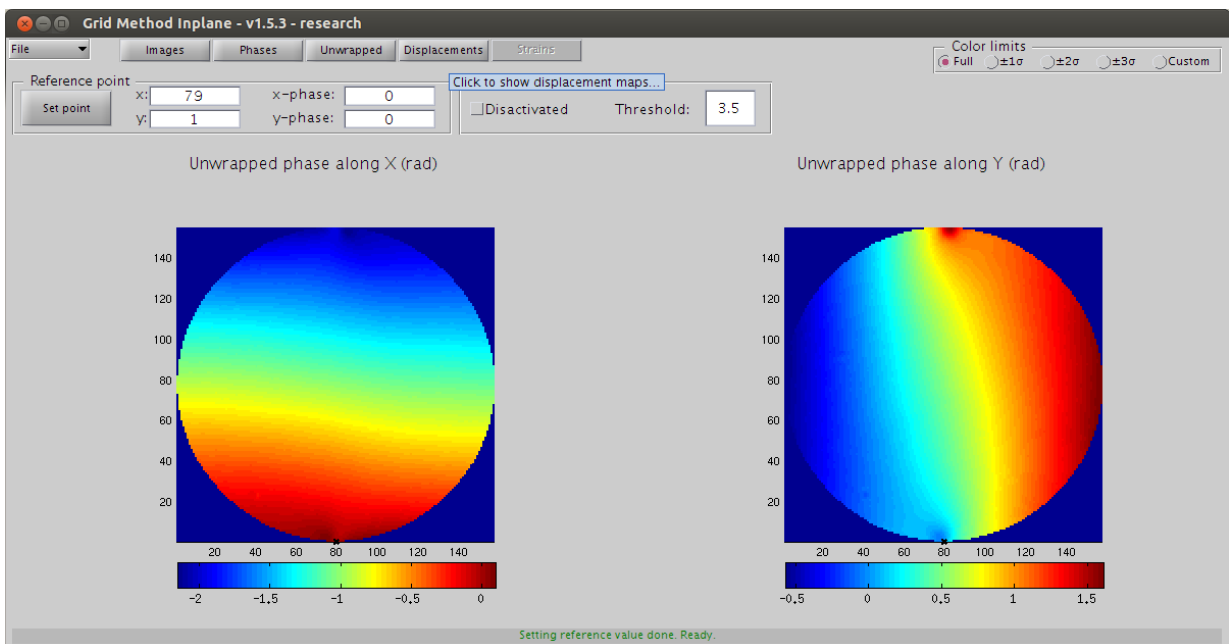 Grid Method Inplane - v1.5.3 - research
File Images Phases Unwrapped Displacements Strains
Color limits
Full ±1σ ±2σ ±3σ Custom
Reference point
Click to show displacement maps...
Set point x: 79 x-phase: 0
y: 1 y-phase: 0
Disactivated Threshold: 3.5
Unwrapped phase along X (rad) Unwrapped phase along Y (rad)
140 140
120 120
100 100
80 80
60 60
40 40
20 20
20 40 60 80 100 120 140 20 40 60 80 100 120 140
-2 -1.5 -1 -0.5 0 -0.5 0 0.5 1 1.5
Setting reference value done. Ready.